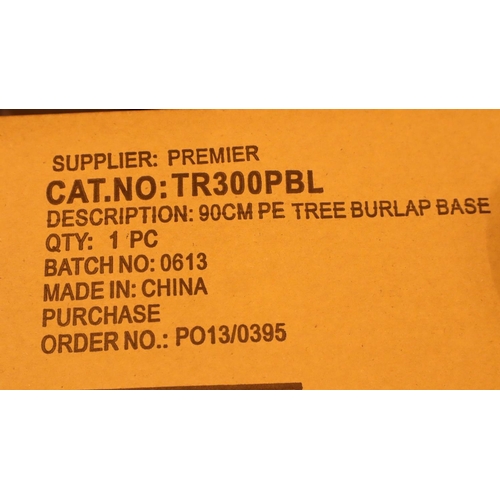 SUPPLIER: PREMIER
CAT.NO: TR300PBL
DESCRIPTION: 90CM PE TREE BURLAP BASE
QTY: 1 PC
BATCH NO: 0613
MADE IN: CHINA
PURCHASE
ORDER NO.: PO13/0395